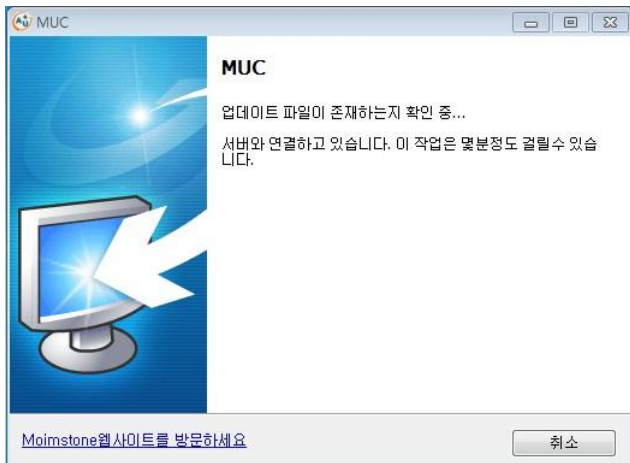 MUC
MUC
업데이트 파일이 존재하는지 확인 중...
서버와 연결하고 있습니다. 이 작업은 몇분정도 걸릴수 있습
니다.
Moimstone웹사이트를 방문하세요
취소